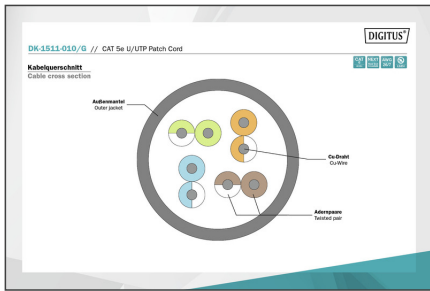 DIGITUS®
DK-1511-010/G // CAT 5e U/UTP Patch Cord
Kabelquerschnitt
Cable cross section
Außenmantel
Outer jacket
Cu-Draht
Cu-Wire
Adernpaare
Twisted pair